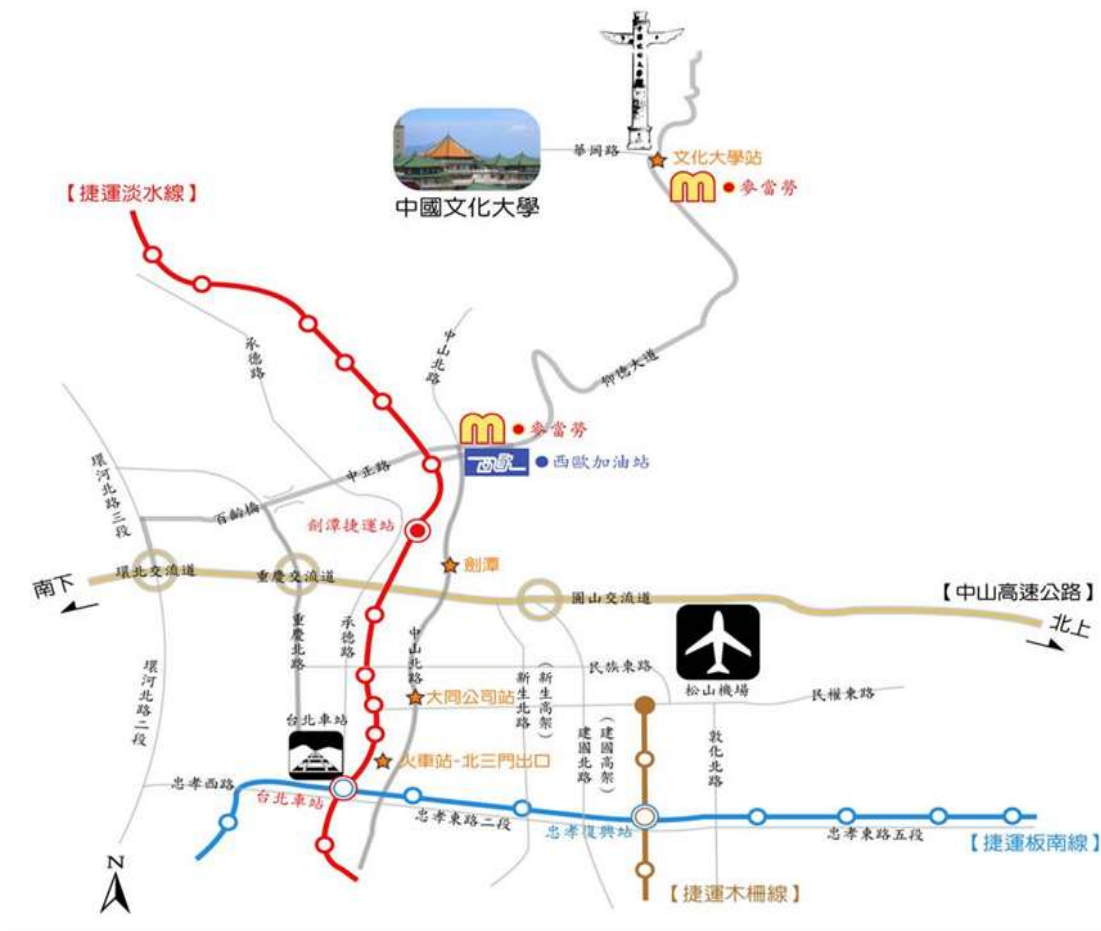 中國文化大學
華岡路
文化大學站
麥當勞
中國文化大學
【捷運淡水線】
承德路
中山北路
仰德大道
麥當勞
西歐
西歐加油站
中正路
環河北路三段
百齡橋
劍潭捷運站
劍潭
環北交流道
重慶交流道
圓山交流道
【中山高速公路】
南下
北上
重慶北路
承德路
中山北路
民族東路
松山機場
民權東路
環河北路二段
大同公司站
新生北路
(新生高架)
建國北路
(建國高架)
敦化北路
台北車站
火車站-北三門出口
忠孝西路
台北車站
忠孝東路二段
忠孝復興站
忠孝東路五段
【捷運板南線】
【捷運木柵線】
N